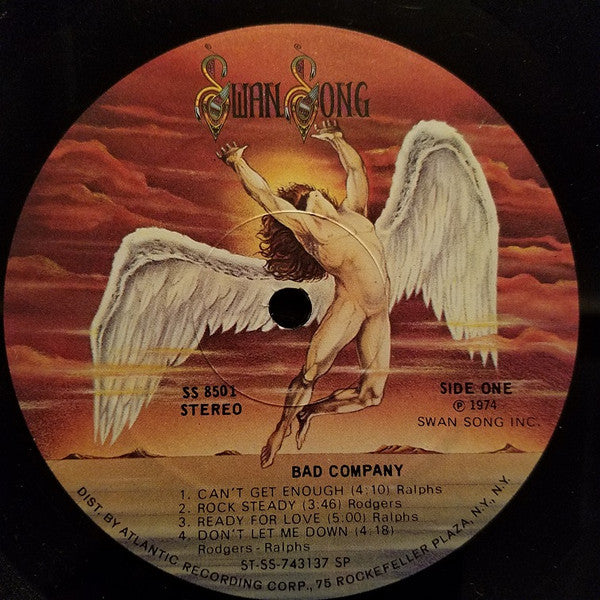 Swan Song
SS 8501
STEREO
SIDE ONE
℗ 1974
SWAN SONG INC.
BAD COMPANY
1. CAN'T GET ENOUGH (4:10) Ralphs
2. ROCK STEADY (3:46) Rodgers
3. READY FOR LOVE (5:00) Ralphs
4. DON'T LET ME DOWN (4:18)
Rodgers - Ralphs
ST-SS-743137 SP
DIST. BY ATLANTIC RECORDING CORP., 75 ROCKEFELLER PLAZA, N.Y., N.Y.